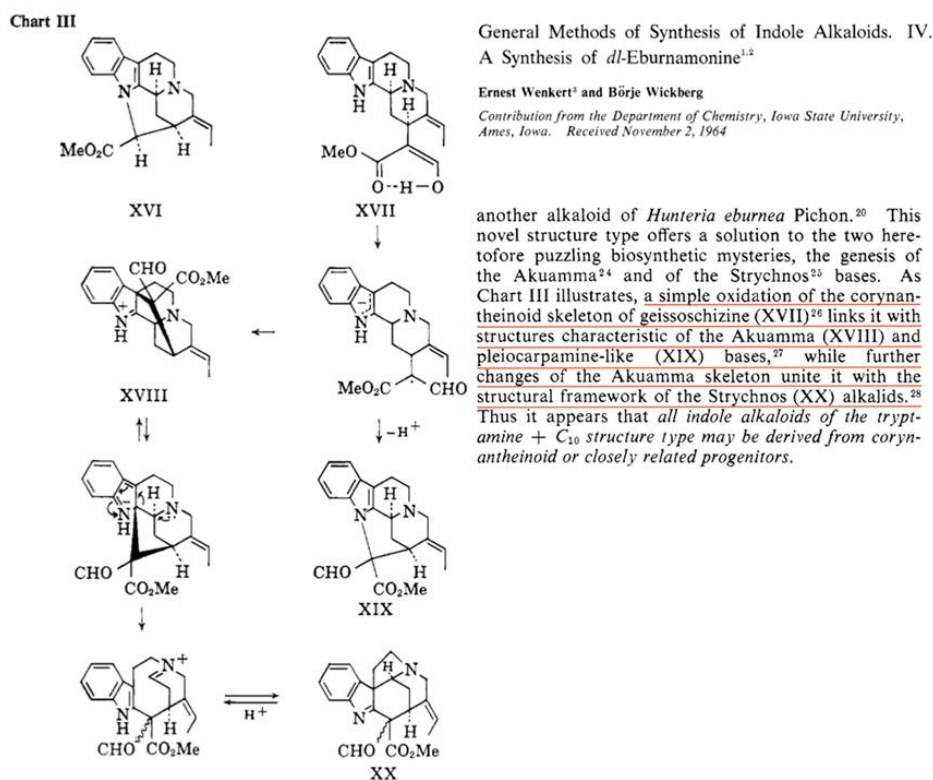 Chart III
H
N
N
MeO₂C
H
H
XVI
H
N
N
H
H
MeO
O--H—O
XVII
General Methods of Synthesis of Indole Alkaloids. IV.
A Synthesis of dl-Eburnamonine¹,²
Ernest Wenkert³ and Börje Wickberg
Contribution from the Department of Chemistry, Iowa State University,
Ames, Iowa. Received November 2, 1964
another alkaloid of Hunteria eburnea Pichon.²⁰ This
novel structure type offers a solution to the two here-
tofore puzzling biosynthetic mysteries, the genesis of
the Akuamma²⁴ and of the Strychnos²⁵ bases. As
Chart III illustrates, a simple oxidation of the corynan-
theinoid skeleton of geissoschizine (XVII)²⁶ links it with
structures characteristic of the Akuamma (XVIII) and
pleiocarpamine-like (XIX) bases,²⁷ while further
changes of the Akuamma skeleton unite it with the
structural framework of the Strychnos (XX) alkalids.²⁸
Thus it appears that all indole alkaloids of the trypt-
amine + C₁₀ structure type may be derived from coryn-
antheinoid or closely related progenitors.
CHO
CO₂Me
+
N
H
N
XVIII
N
H
N
MeO₂C
CHO
-H⁺
H
N
N
H
H
CHO
CO₂Me
H
N
N
H
CHO
CO₂Me
XIX
N+
N
H
H
CHO
CO₂Me
H⁺
H
N
N
H
CHO
CO₂Me
XX